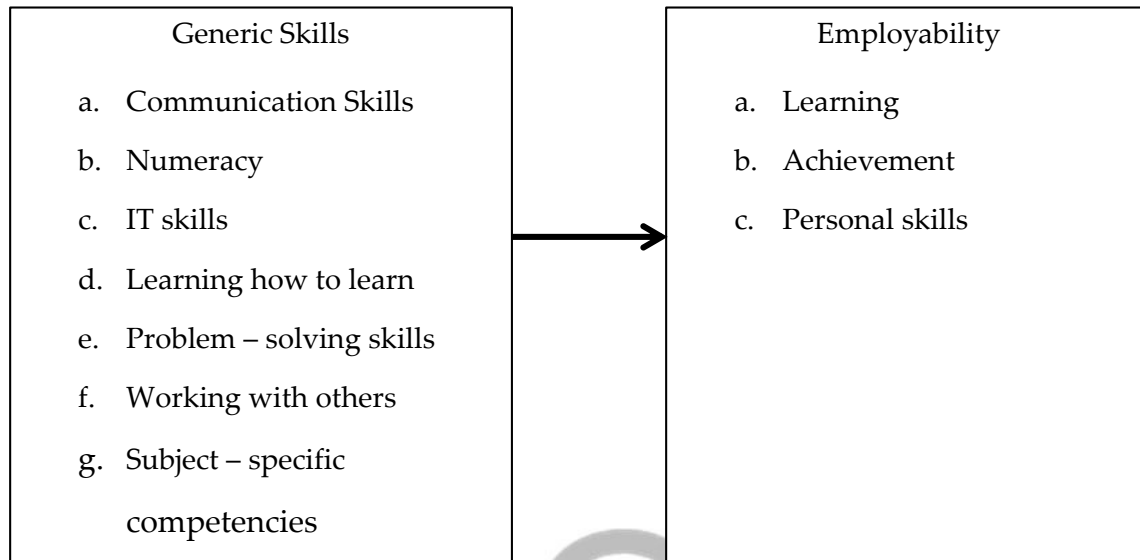 Generic Skills
a. Communication Skills
b. Numeracy
c. IT skills
d. Learning how to learn
e. Problem – solving skills
f. Working with others
g. Subject – specific
competencies
Employability
a. Learning
b. Achievement
c. Personal skills